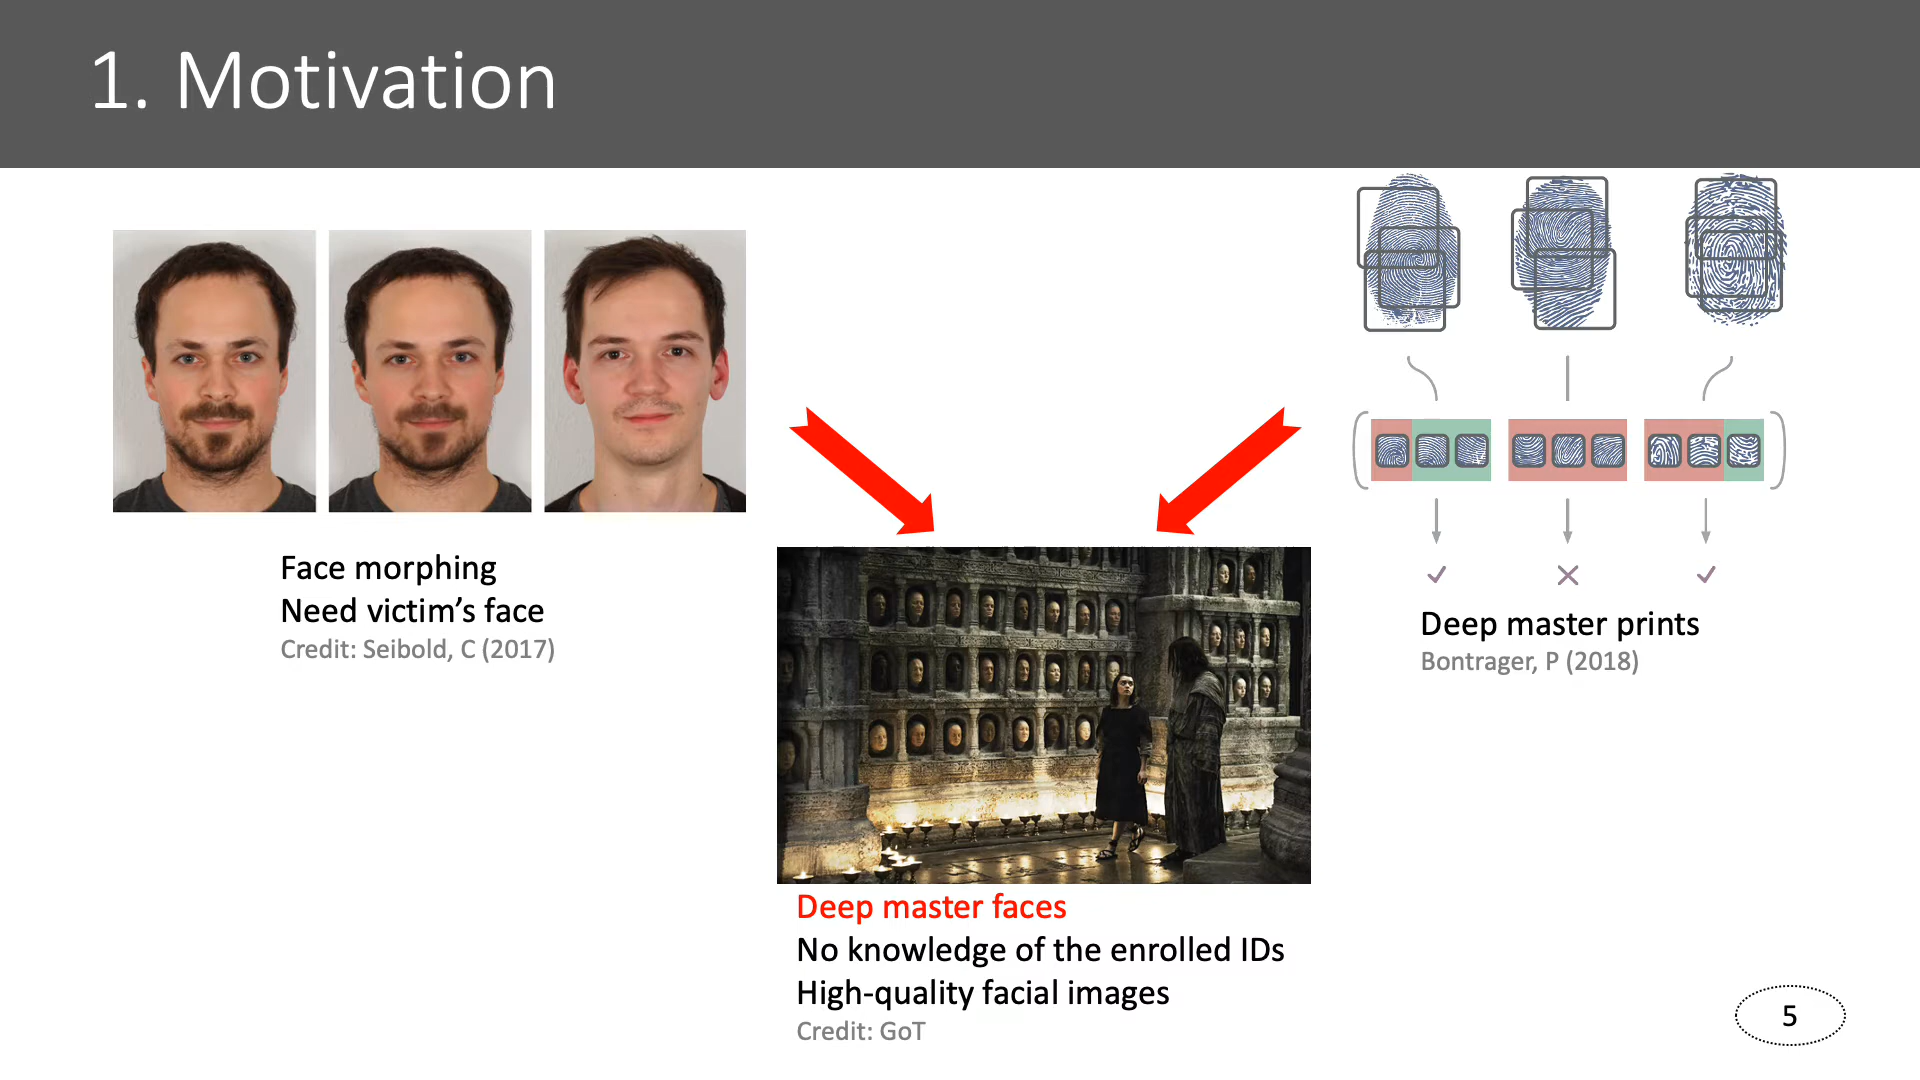 1. Motivation
Face morphing
Need victim's face
Credit: Seibold, C (2017)
Deep master prints
Bontrager, P (2018)
Deep master faces
No knowledge of the enrolled IDs
High-quality facial images
Credit: GoT
5